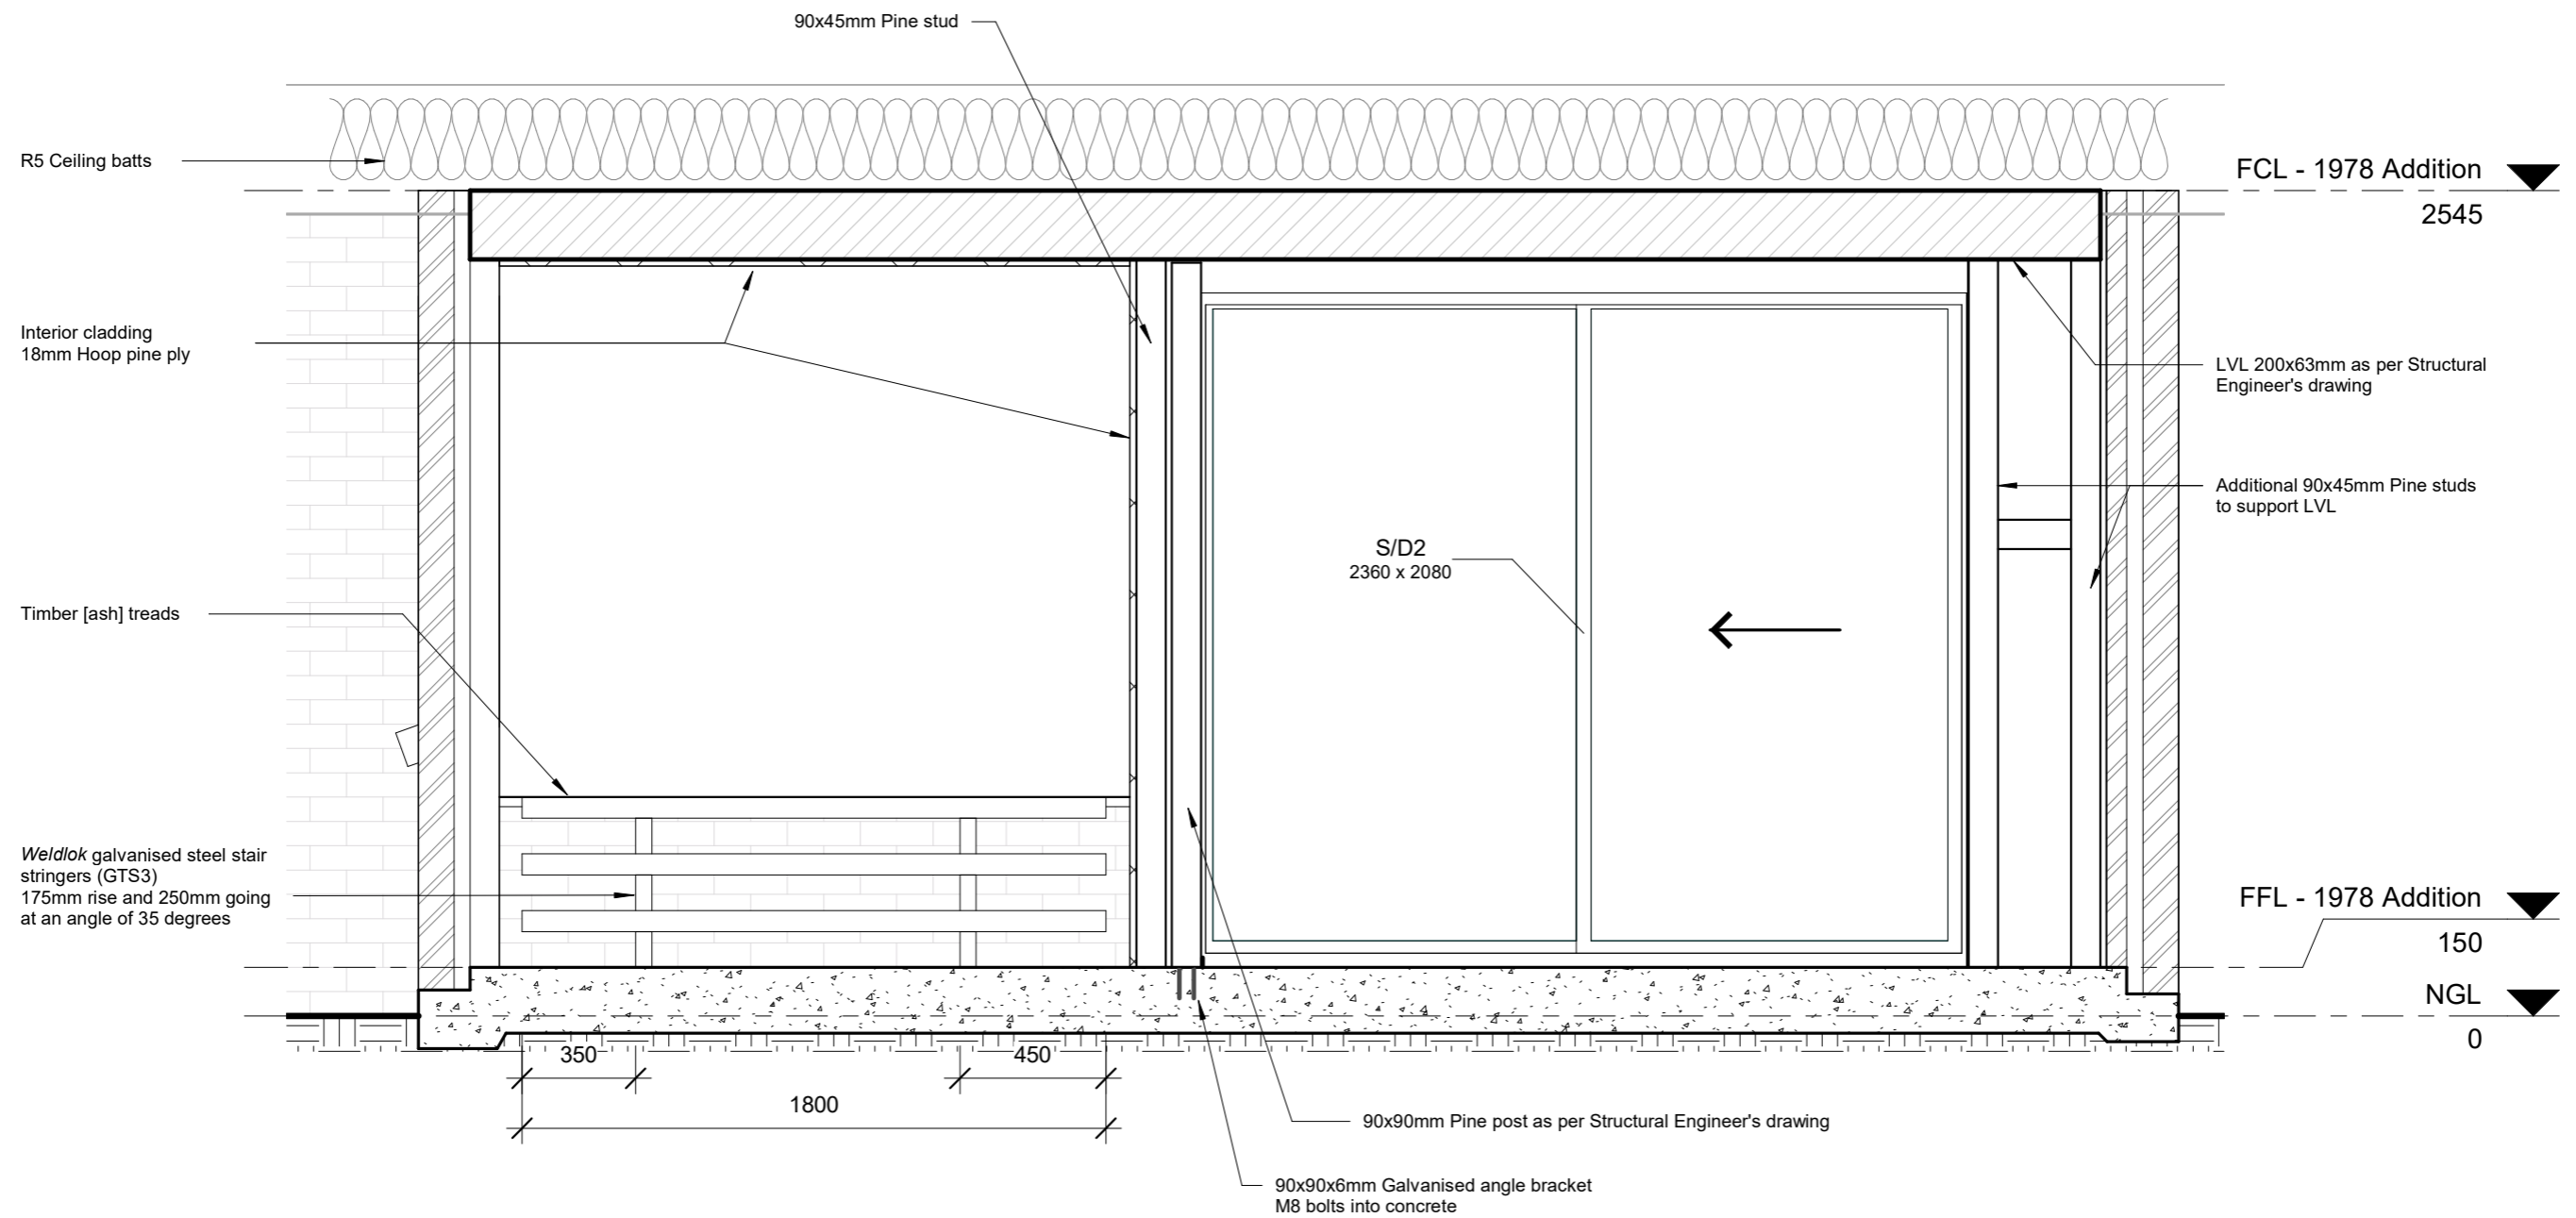 90x45mm Pine stud
R5 Ceiling batts
FCL - 1978 Addition
2545
Interior cladding
18mm Hoop pine ply
LVL 200x63mm as per Structural
Engineer's drawing
Additional 90x45mm Pine studs
to support LVL
S/D2
2360 x 2080
Timber [ash] treads
Weldlok galvanised steel stair
stringers (GTS3)
175mm rise and 250mm going
at an angle of 35 degrees
FFL - 1978 Addition
150
NGL
0
350
450
1800
90x90mm Pine post as per Structural Engineer's drawing
90x90x6mm Galvanised angle bracket
M8 bolts into concrete